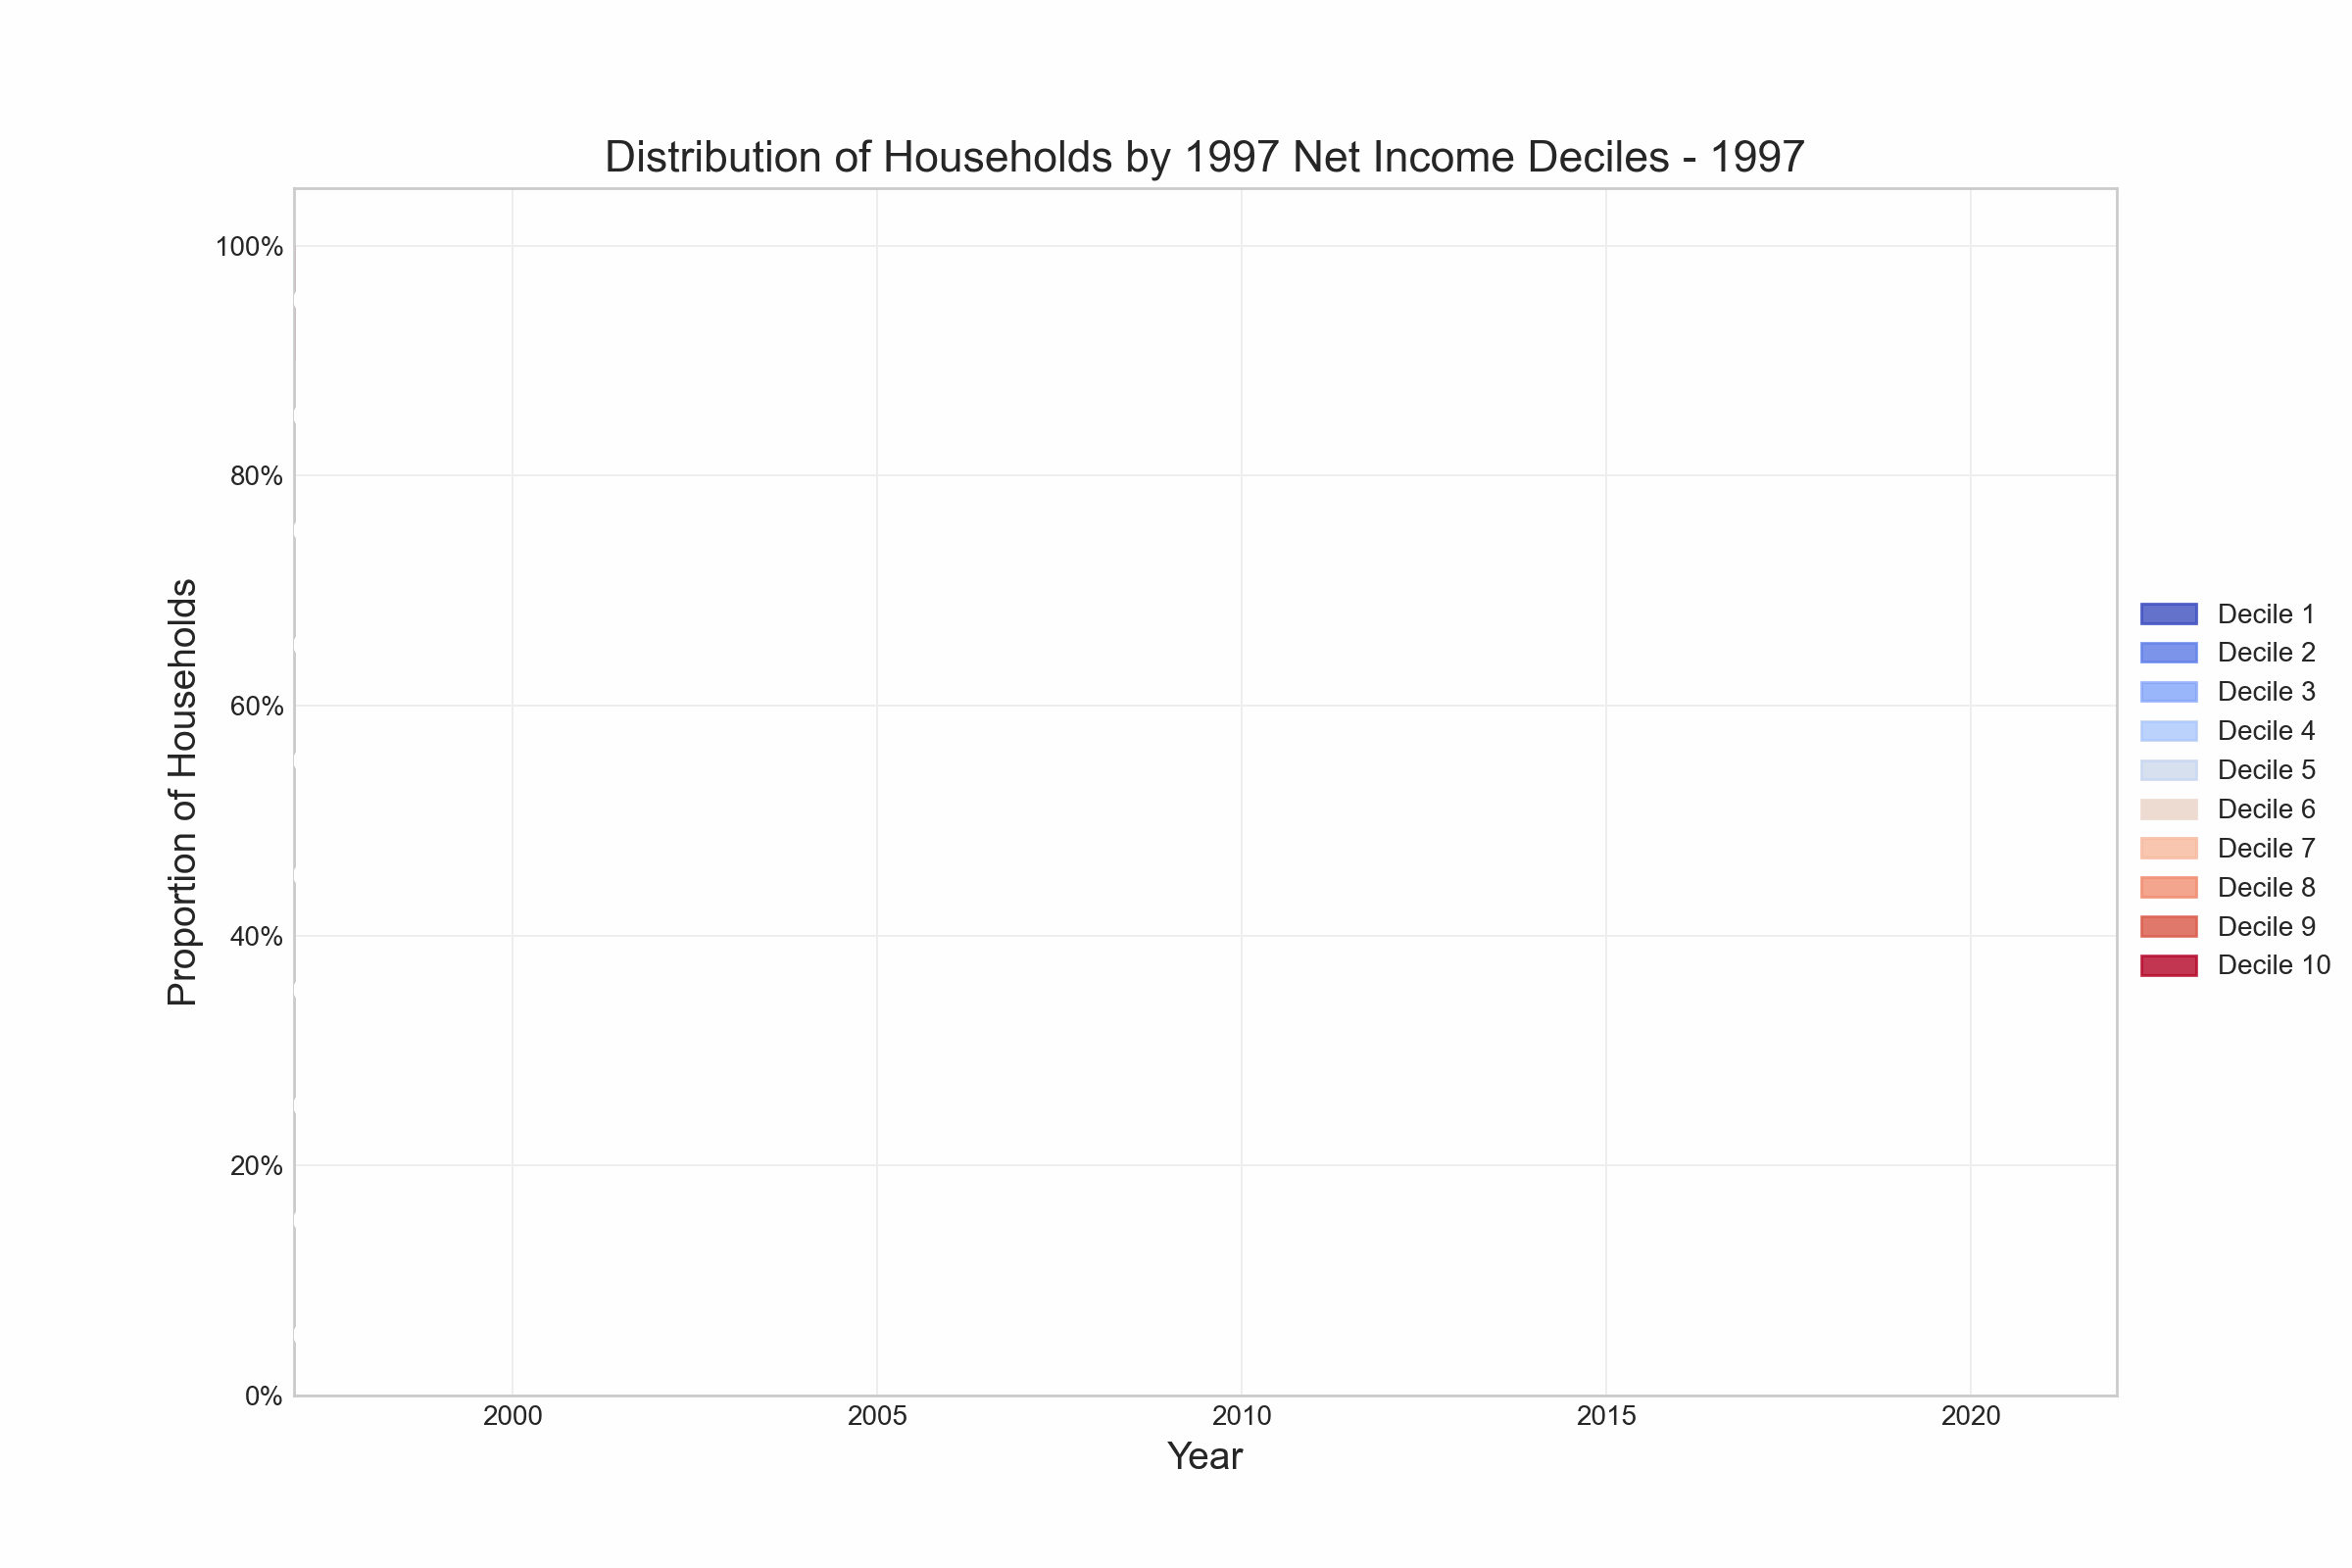 Distribution of Households by 1997 Net Income Deciles - 1997
Proportion of Households
100%
80%
60%
40%
20%
0%
2000
2005
2010
2015
2020
Year
Decile 1
Decile 2
Decile 3
Decile 4
Decile 5
Decile 6
Decile 7
Decile 8
Decile 9
Decile 10